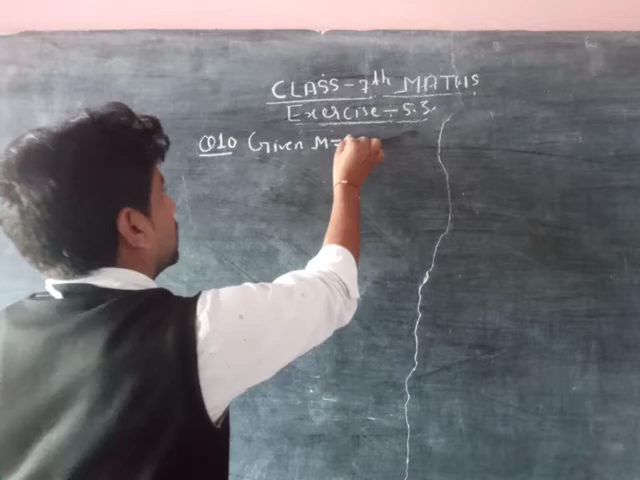 CLASS-7th MATHS
Exercise-5.3.
Q10 Given M=